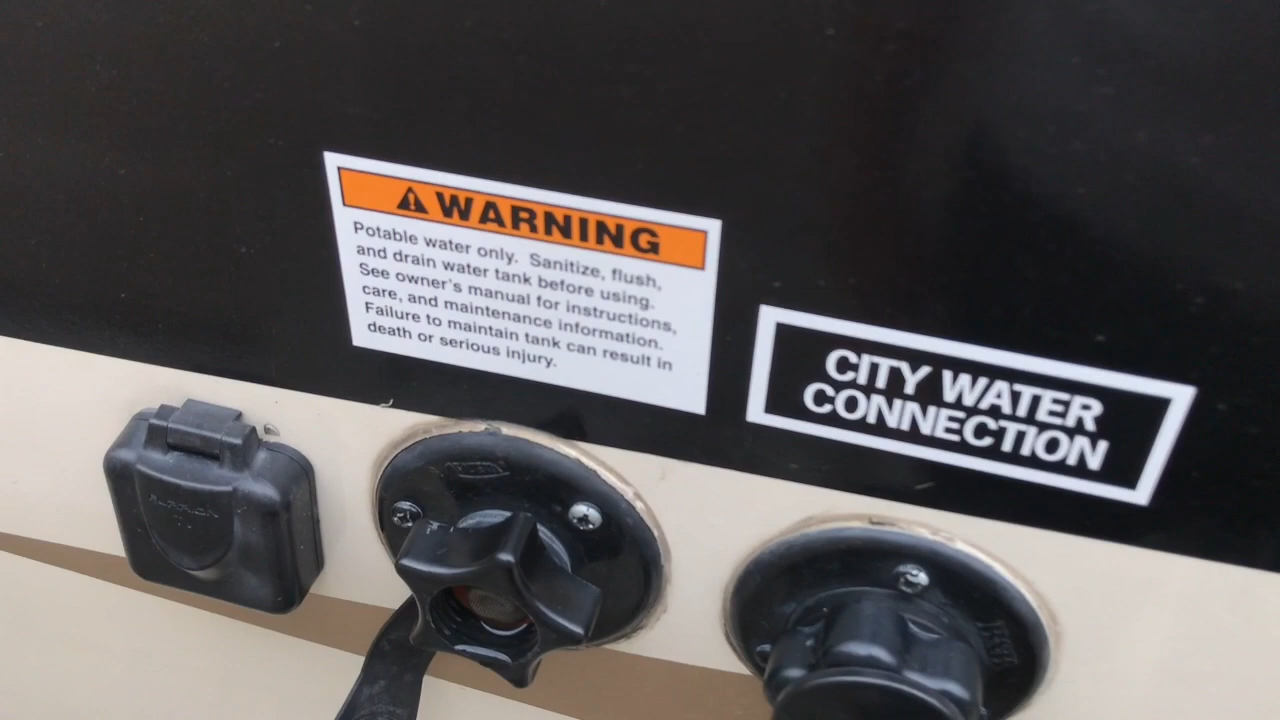 WARNING
Potable water only. Sanitize, flush,
and drain water tank before using.
See owner's manual for instructions,
care, and maintenance information.
Failure to maintain tank can result in
death or serious injury.
CITY WATER
CONNECTION